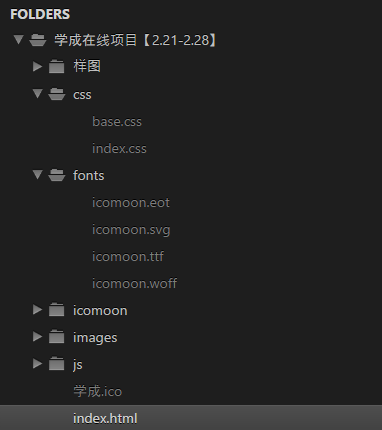 FOLDERS
学成在线项目【2.21-2.28】
样图
css
base.css
index.css
fonts
icomoon.eot
icomoon.svg
icomoon.ttf
icomoon.woff
icomoon
images
js
学成.ico
index.html